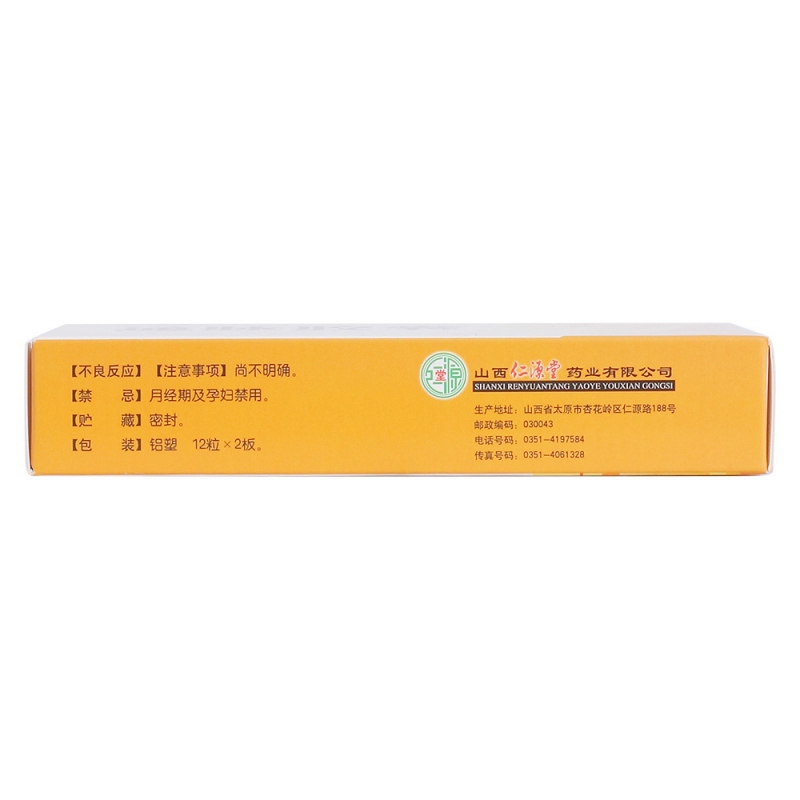 【不良反应】【注意事项】尚不明确。
【禁　　忌】月经期及孕妇禁用。
【贮　　藏】密封。
【包　　装】铝塑　12粒×2板。
源堂
山西仁源堂药业有限公司
SHANXI RENYUANTANG YAOYE YOUXIAN GONGSI
生产地址：山西省太原市杏花岭区仁源路188号
邮政编码：030043
电话号码：0351-4197584
传真号码：0351-4061328